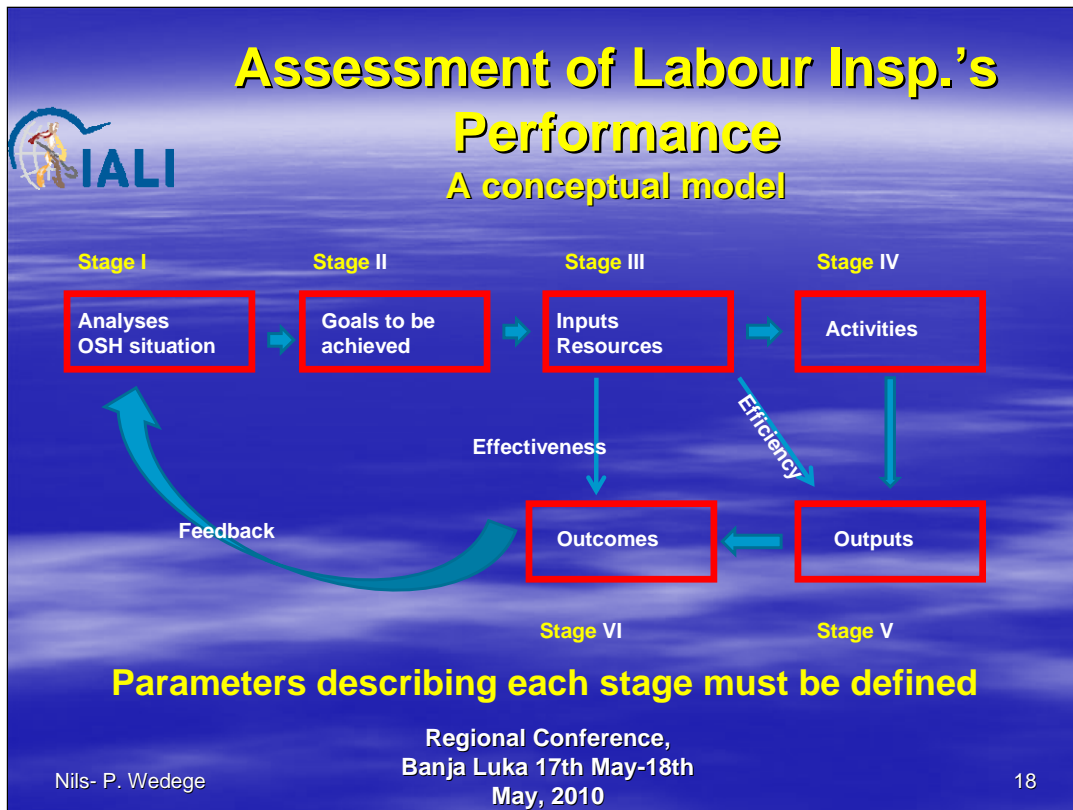 Assessment of Labour Insp.’s
Performance
A conceptual model
IALI
Stage I
Stage II
Stage III
Stage IV
Analyses
OSH situation
Goals to be
achieved
Inputs
Resources
Activities
Effectiveness
Efficiency
Feedback
Outcomes
Outputs
Stage VI
Stage V
Parameters describing each stage must be defined
Nils- P. Wedege
Regional Conference,
Banja Luka 17th May-18th
May, 2010
18